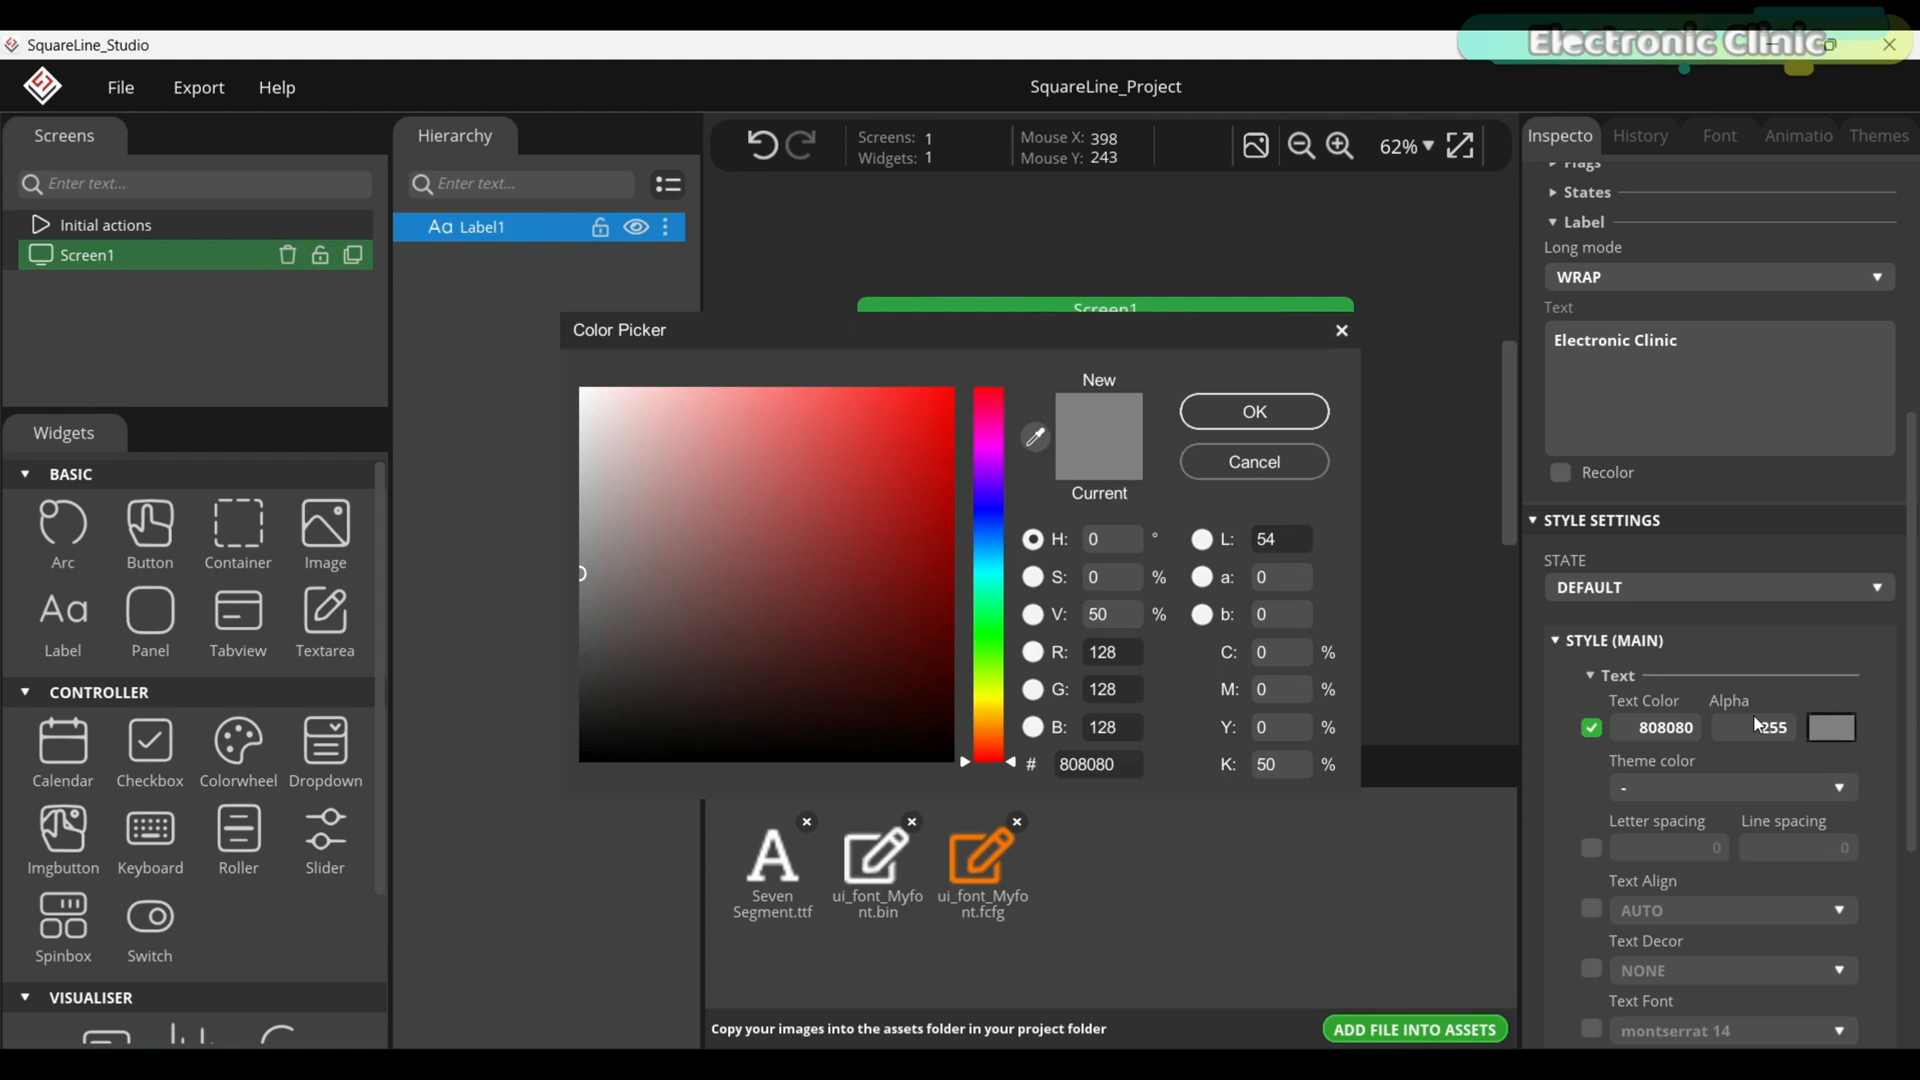 Electronic Clinic
SquareLine_Studio
File Export Help
SquareLine_Project
Screens
Enter text...
Initial actions
Screen1
Hierarchy
Enter text...
Label1
Screens: 1
Widgets: 1
Mouse X: 398
Mouse Y: 243
62%
Screen1
Inspecto History Font Animatio Themes
Flags
States
Label
Long mode
WRAP
Text
Electronic Clinic
Recolor
STYLE SETTINGS
STATE
DEFAULT
STYLE (MAIN)
Text
Text Color Alpha
808080 255
Theme color
-
Letter spacing Line spacing
0 0
Text Align
AUTO
Text Decor
NONE
Text Font
montserrat 14
Color Picker
New
Current
OK
Cancel
H: 0 ° L: 54
S: 0 % a: 0
V: 50 % b: 0
R: 128 C: 0 %
G: 128 M: 0 %
B: 128 Y: 0 %
# 808080 K: 50 %
Widgets
BASIC
Arc Button Container Image
Aa
Label Panel Tabview Textarea
CONTROLLER
Calendar Checkbox Colorwheel Dropdown
Imgbutton Keyboard Roller Slider
Spinbox Switch
VISUALISER
Seven
Segment.ttf
ui_font_Myfo
nt.bin
ui_font_Myfo
nt.fcfg
Copy your images into the assets folder in your project folder
ADD FILE INTO ASSETS